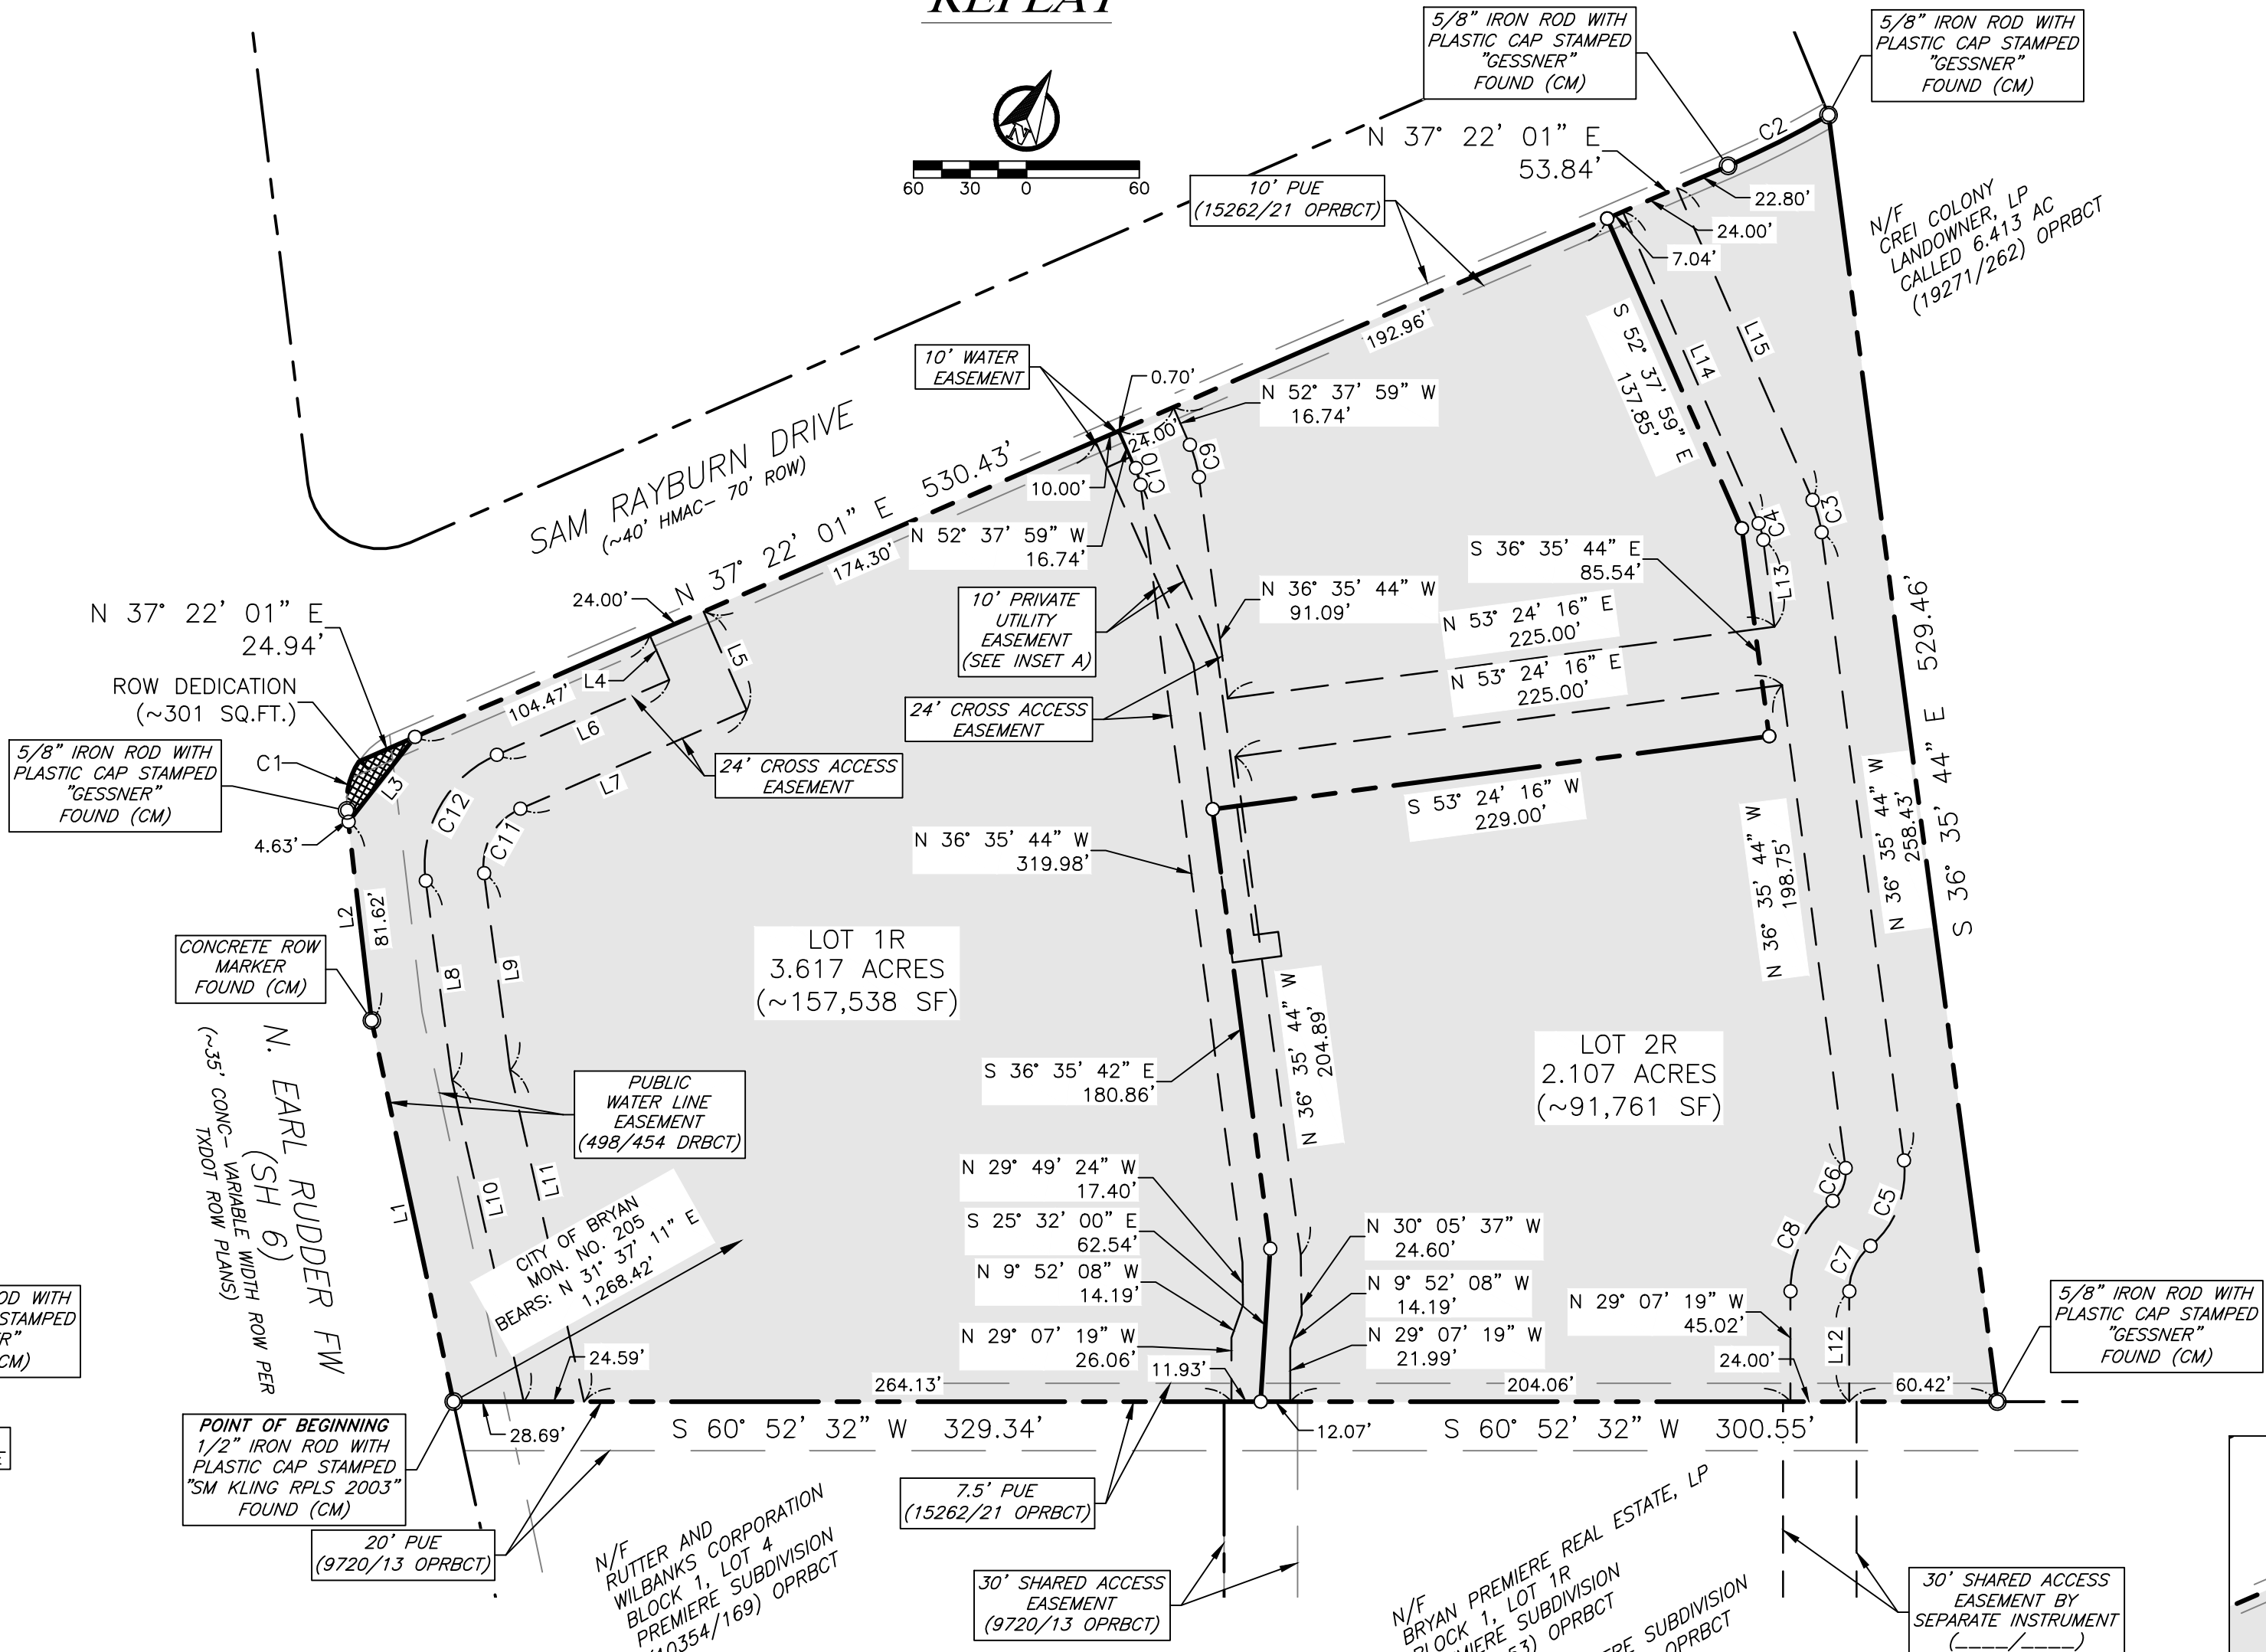 REPLAT
5/8" IRON ROD WITH
PLASTIC CAP STAMPED
"GESSNER"
FOUND (CM)
5/8" IRON ROD WITH
PLASTIC CAP STAMPED
"GESSNER"
FOUND (CM)
N
60 30 0 60
N 37° 22' 01" E
53.84'
C2
10' PUE
(15262/21 OPRBCT)
22.80'
24.00'
7.04'
N/F
CREI COLONY
LANDOWNER, LP
CALLED 6.413 AC
(19271/262) OPRBCT
192.96'
S 52° 37' 59" E
137.85'
L14
L15
10' WATER
EASEMENT
0.70'
N 52° 37' 59" W
16.74'
24.00'
C10
C9
10.00'
SAM RAYBURN DRIVE
(~40' HMAC- 70' ROW)
N 37° 22' 01" E 530.43'
174.30'
N 52° 37' 59" W
16.74'
C4
C3
S 36° 35' 44" E
85.54'
L13
N 36° 35' 44" W
91.09'
10' PRIVATE
UTILITY
EASEMENT
(SEE INSET A)
N 53° 24' 16" E
225.00'
N 53° 24' 16" E
225.00'
24.00'
N 37° 22' 01" E
24.94'
ROW DEDICATION
(~301 SQ.FT.)
104.47'
L4
L5
L6
L7
24' CROSS ACCESS
EASEMENT
24' CROSS ACCESS
EASEMENT
5/8" IRON ROD WITH
PLASTIC CAP STAMPED
"GESSNER"
FOUND (CM)
C1
L3
C12
C11
4.63'
S 53° 24' 16" W
229.00'
N 36° 35' 44" W
319.98'
N 36° 35' 44" W
198.75'
N 36° 35' 44" W
258.43'
S 36° 35' 44" E 529.46'
L2
81.62'
CONCRETE ROW
MARKER
FOUND (CM)
L8
L9
LOT 1R
3.617 ACRES
(~157,538 SF)
N 36° 35' 44" W
204.89'
LOT 2R
2.107 ACRES
(~91,761 SF)
S 36° 35' 42" E
180.86'
N. EARL RUDDER FW
(SH 6)
(~35' CONC- VARIABLE WIDTH ROW PER
TXDOT ROW PLANS)
PUBLIC
WATER LINE
EASEMENT
(498/454 DRBCT)
L1
L10
L11
CITY OF BRYAN
MON. NO. 205
BEARS: N 31° 37' 11" E
1,268.42'
N 29° 49' 24" W
17.40'
S 25° 32' 00" E
62.54'
N 9° 52' 08" W
14.19'
N 29° 07' 19" W
26.06'
N 30° 05' 37" W
24.60'
N 9° 52' 08" W
14.19'
N 29° 07' 19" W
21.99'
C6
C5
C8
C7
N 29° 07' 19" W
45.02'
24.00'
L12
5/8" IRON ROD WITH
PLASTIC CAP STAMPED
"GESSNER"
FOUND (CM)
OD WITH
STAMPED
R"
CM)
24.59'
264.13'
11.93'
204.06'
60.42'
28.69'
S 60° 52' 32" W 329.34'
12.07'
S 60° 52' 32" W 300.55'
POINT OF BEGINNING
1/2" IRON ROD WITH
PLASTIC CAP STAMPED
"SM KLING RPLS 2003"
FOUND (CM)
20' PUE
(9720/13 OPRBCT)
7.5' PUE
(15262/21 OPRBCT)
N/F
RUTTER AND
WILBANKS CORPORATION
BLOCK 1, LOT 4
PREMIERE SUBDIVISION
10354/169) OPRBCT
30' SHARED ACCESS
EASEMENT
(9720/13 OPRBCT)
N/F
BRYAN PREMIERE REAL ESTATE, LP
BLOCK 1, LOT 1R
MIERE SUBDIVISION
53) OPRBCT
ERE SUBDIVISION
OPRBCT
30' SHARED ACCESS
EASEMENT BY
SEPARATE INSTRUMENT
(____/____)